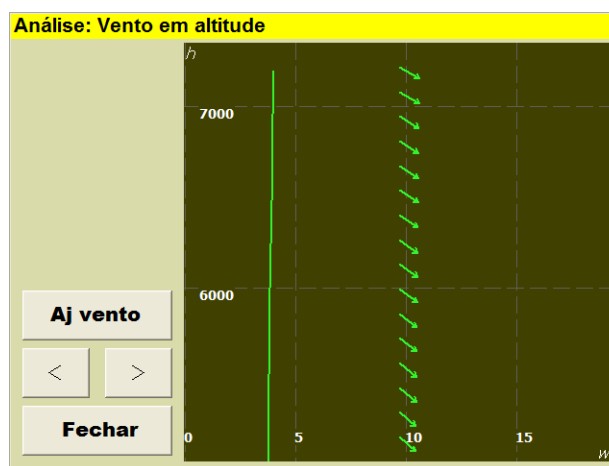 Análise: Vento em altitude
h
7000
6000
Aj vento
< >
Fechar
0 5 10 15
w